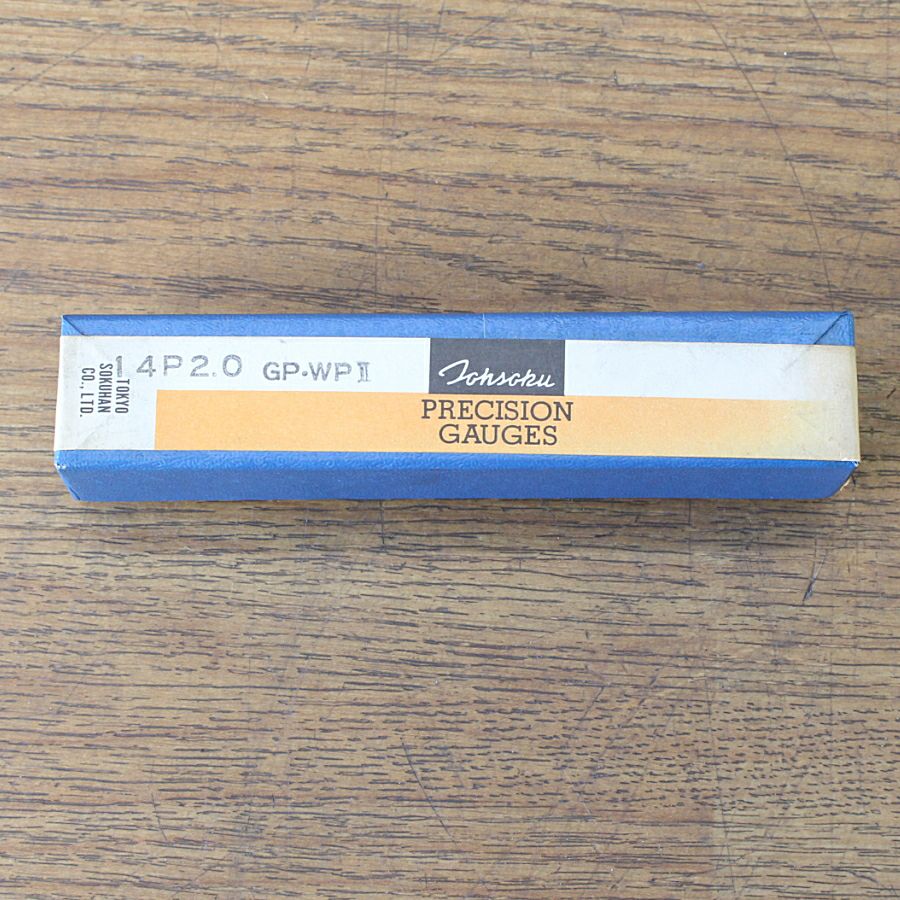 14P2.0 GP·WPⅡ
Tohsoku
PRECISION
GAUGES
TOKYO
SOKUHAN
CO., LTD.